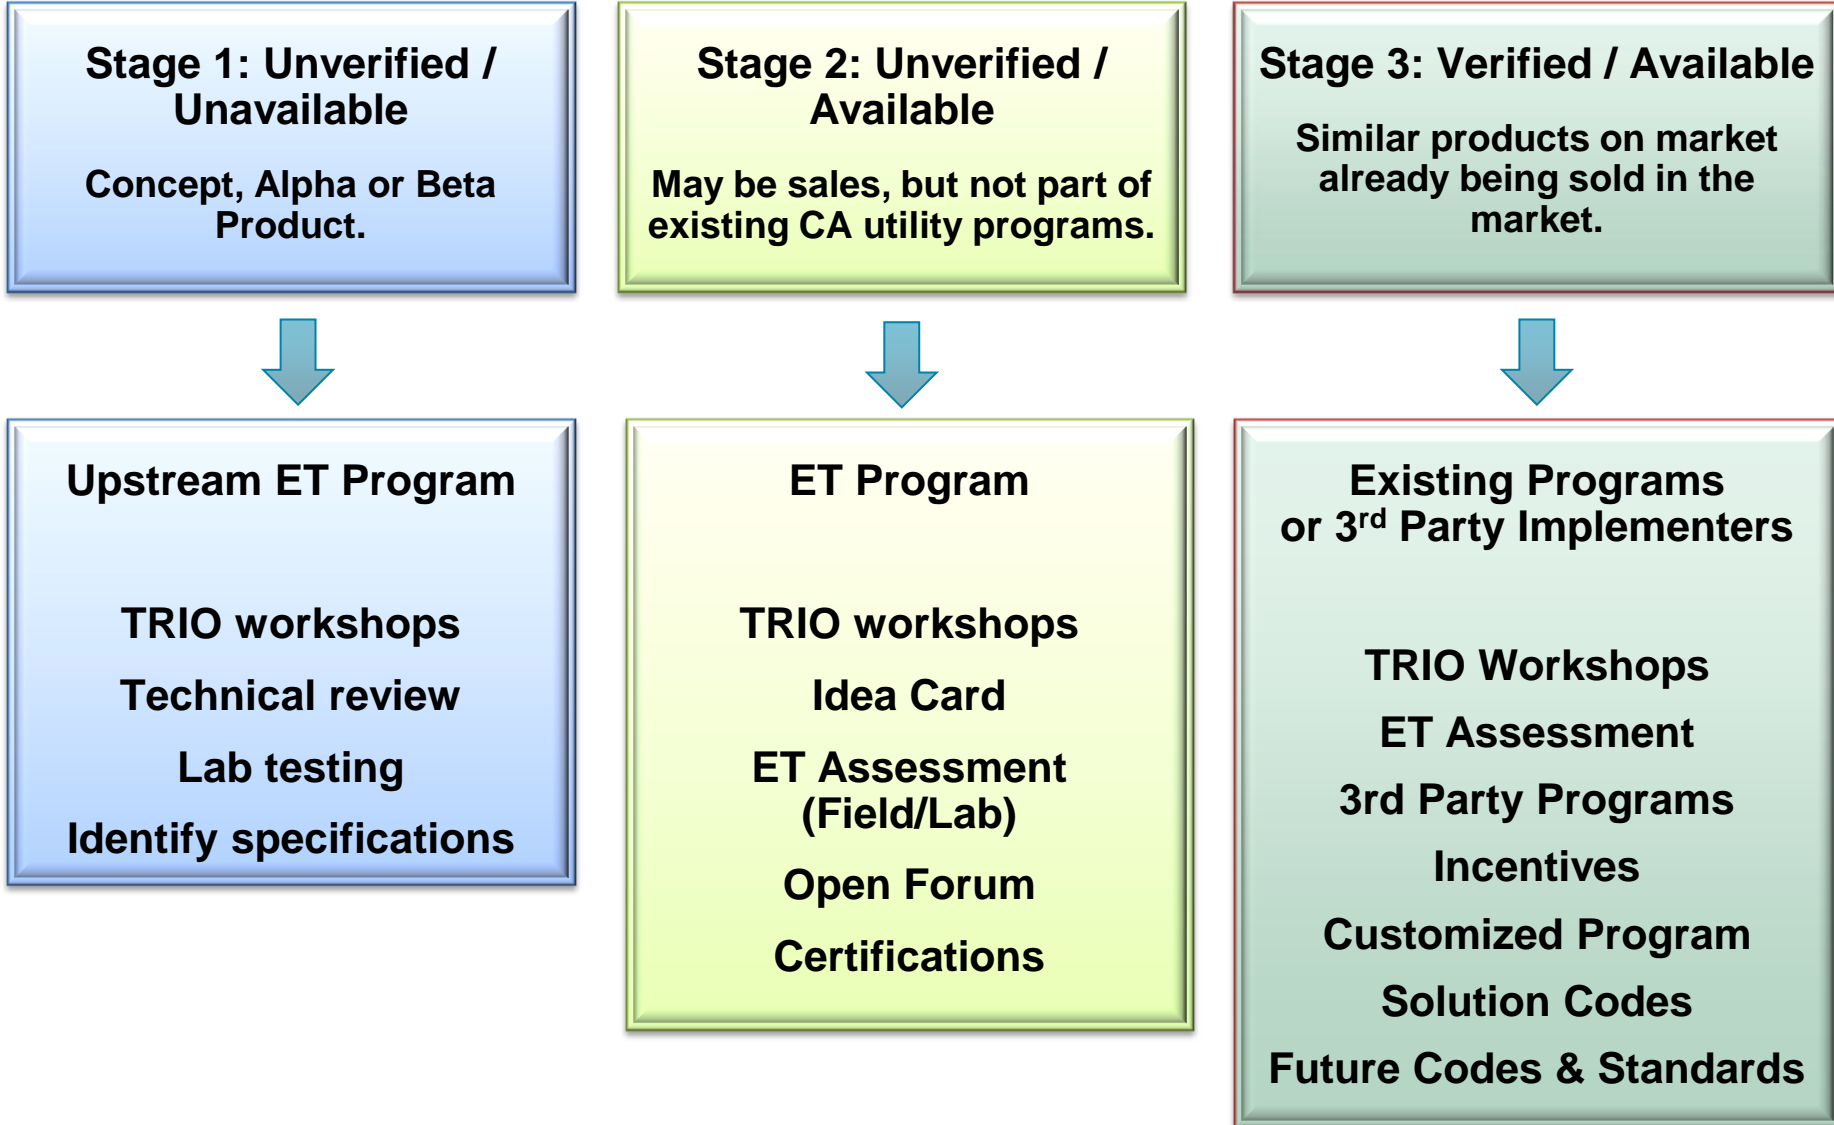 Stage 1: Unverified /
Unavailable
Concept, Alpha or Beta
Product.
Stage 2: Unverified /
Available
May be sales, but not part of
existing CA utility programs.
Stage 3: Verified / Available
Similar products on market
already being sold in the
market.
Upstream ET Program
TRIO workshops
Technical review
Lab testing
Identify specifications
ET Program
TRIO workshops
Idea Card
ET Assessment
(Field/Lab)
Open Forum
Certifications
Existing Programs
or 3rd Party Implementers
TRIO Workshops
ET Assessment
3rd Party Programs
Incentives
Customized Program
Solution Codes
Future Codes & Standards